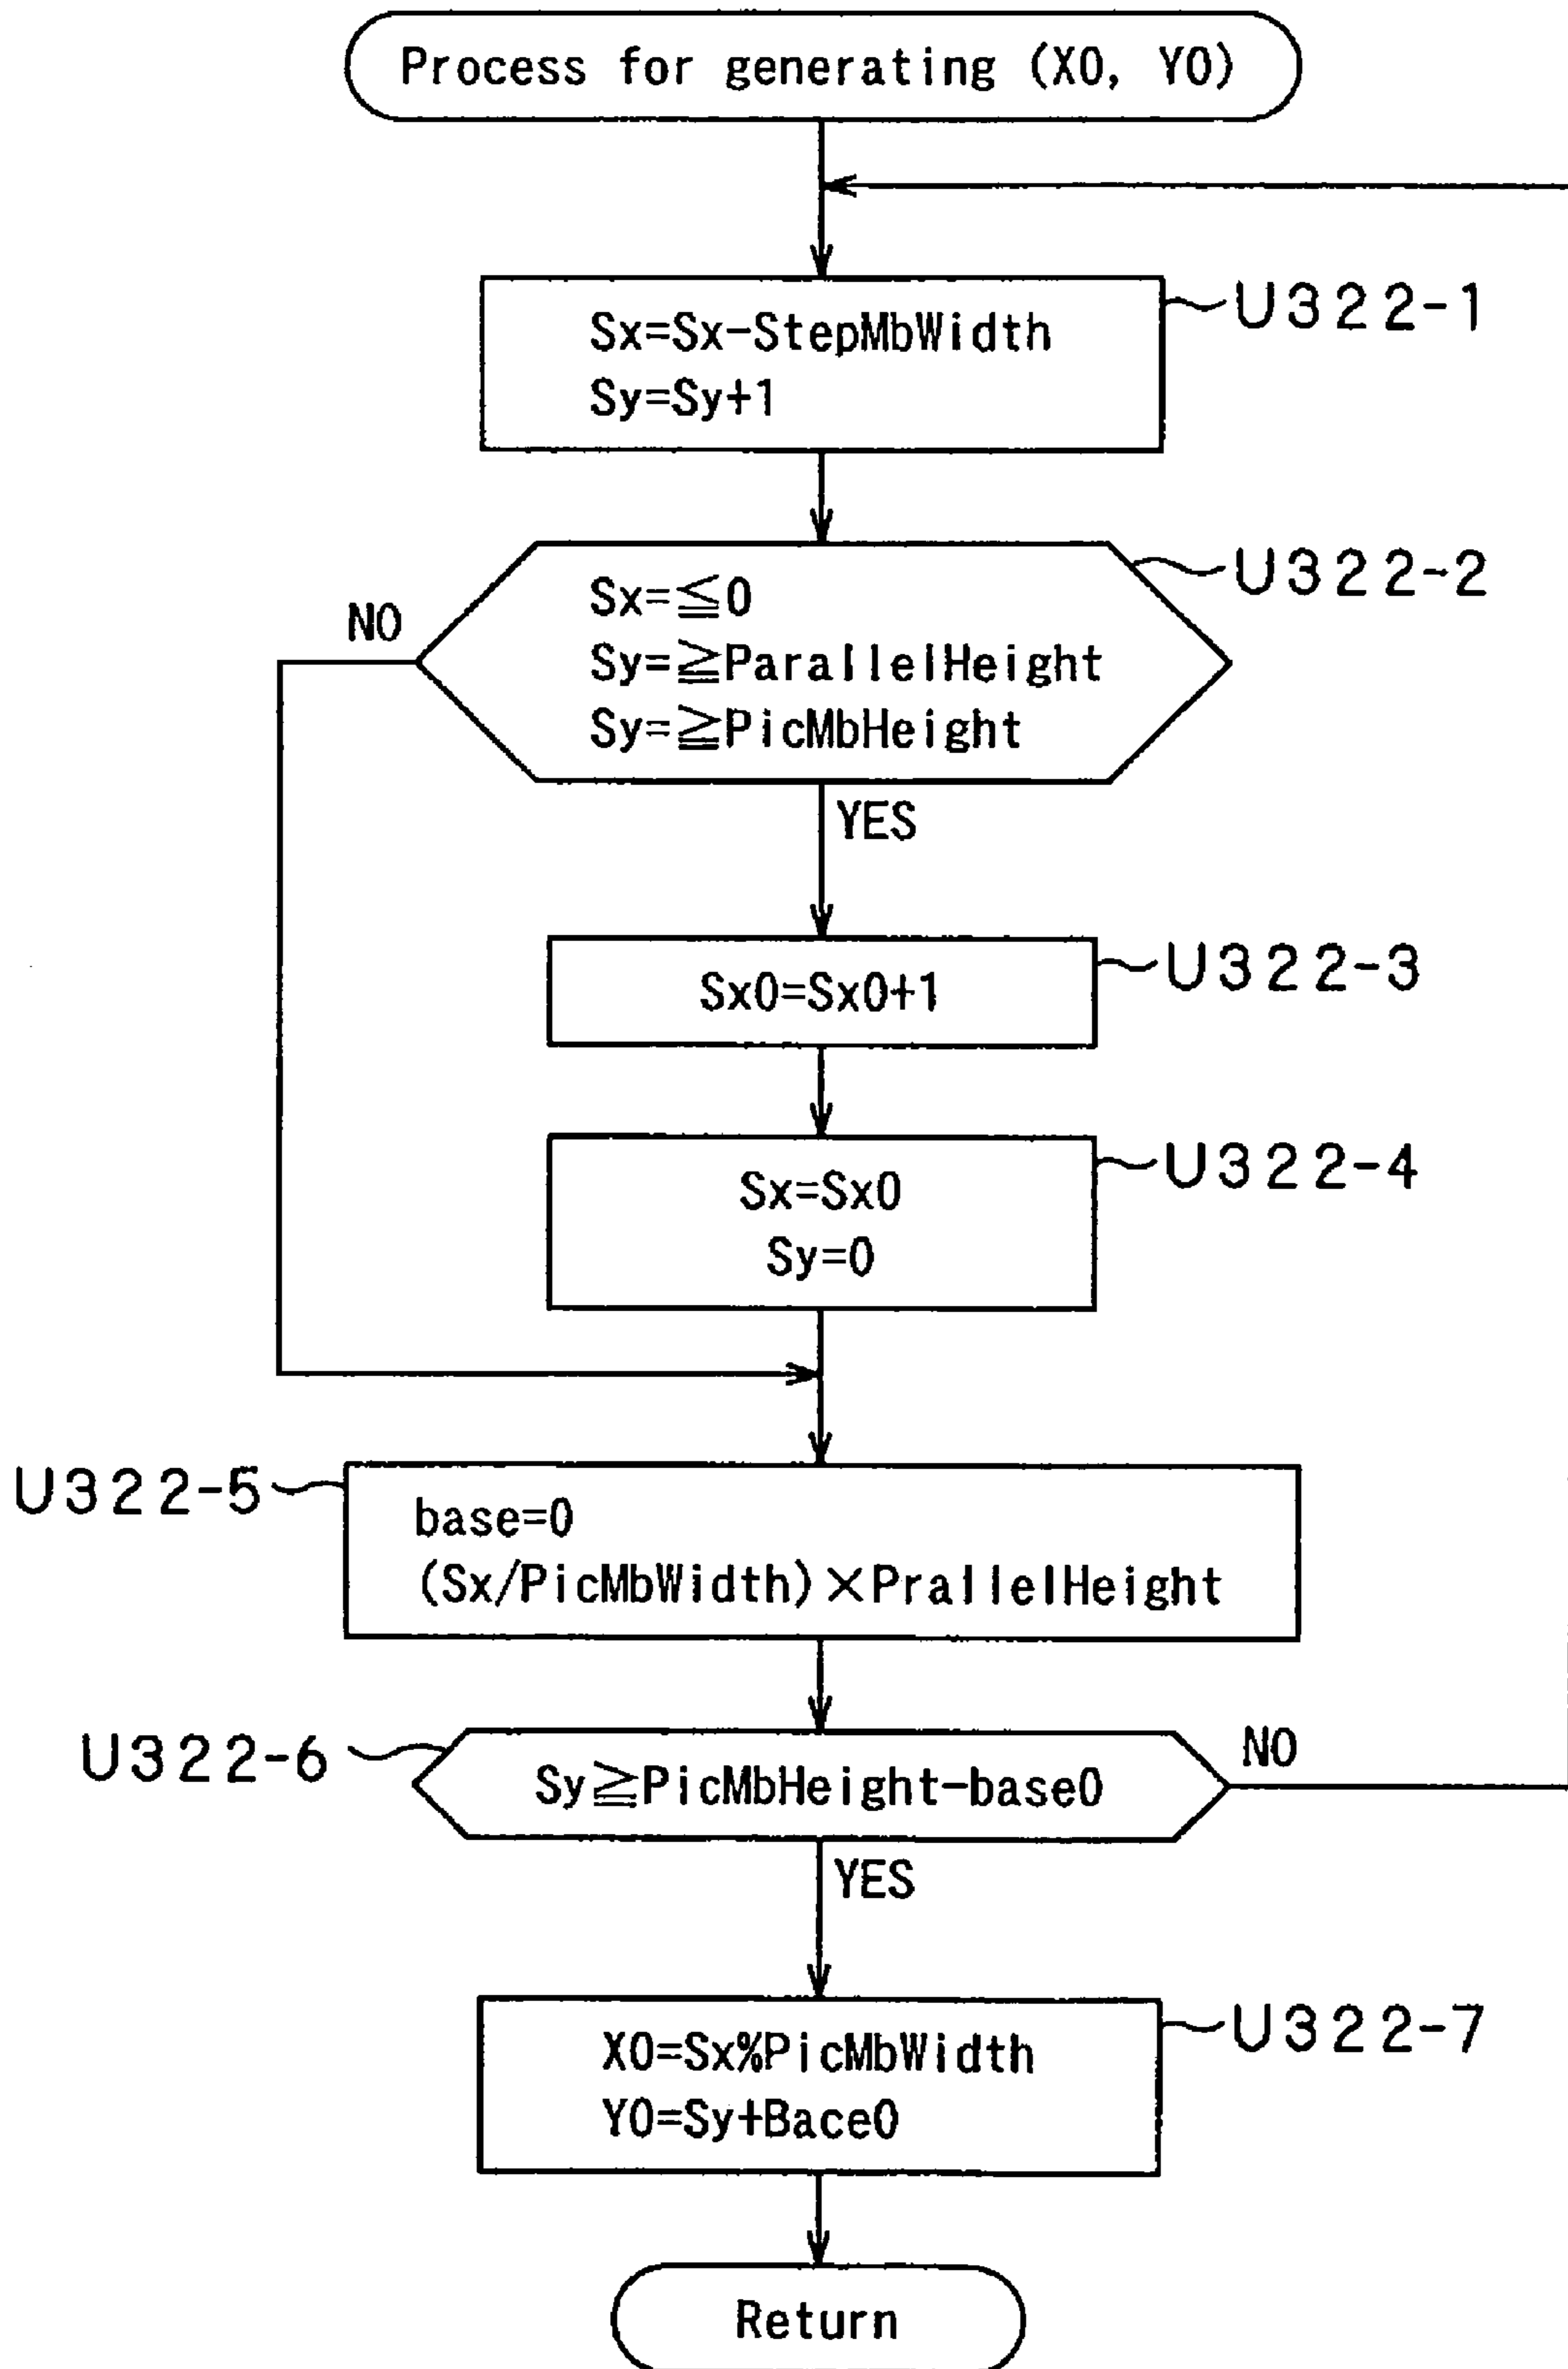 Process for generating (X0, Y0)
Sx=Sx-StepMbWidth
Sy=Sy+1
U322-1
Sx=≦0
Sy=≧ParallelHeight
Sy=≧PicMbHeight
U322-2
NO
YES
Sx0=Sx0+1
U322-3
Sx=Sx0
Sy=0
U322-4
U322-5
base=0
(Sx/PicMbWidth)×PrallelHeight
U322-6
Sy≧PicMbHeight-base0
NO
YES
X0=Sx%PicMbWidth
Y0=Sy+Bace0
U322-7
Return